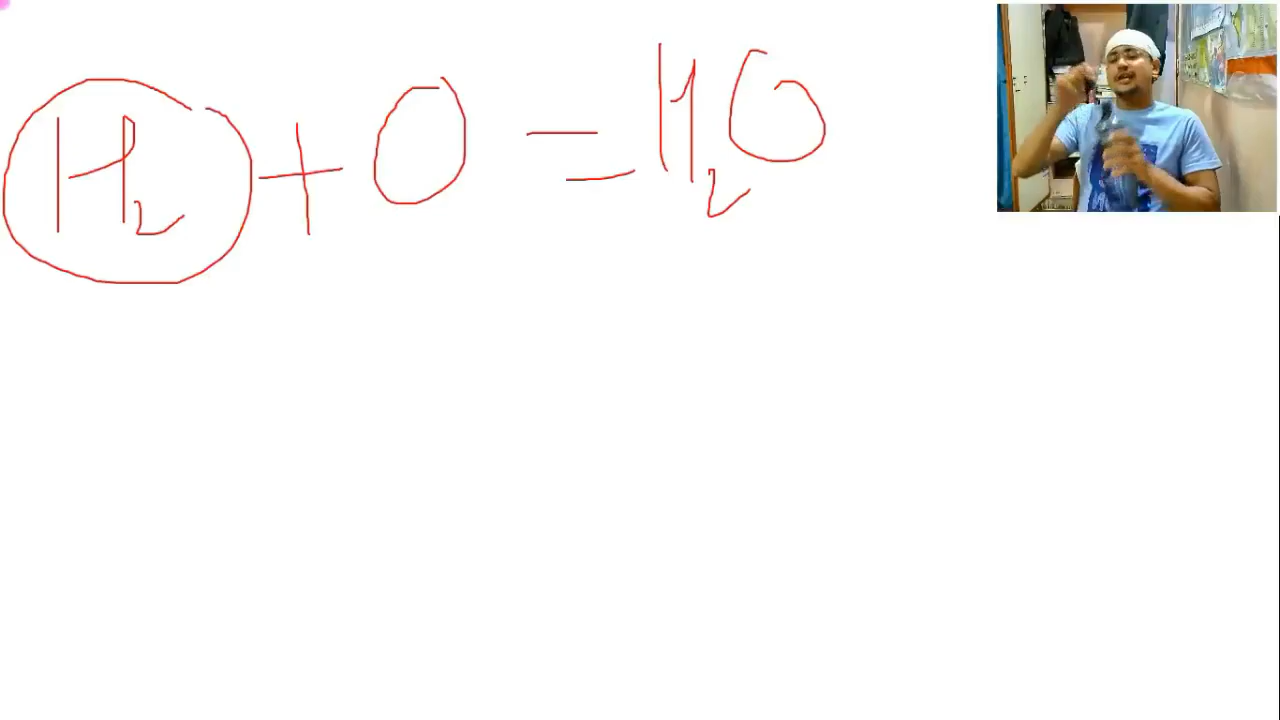 H₂ + O = H₂O